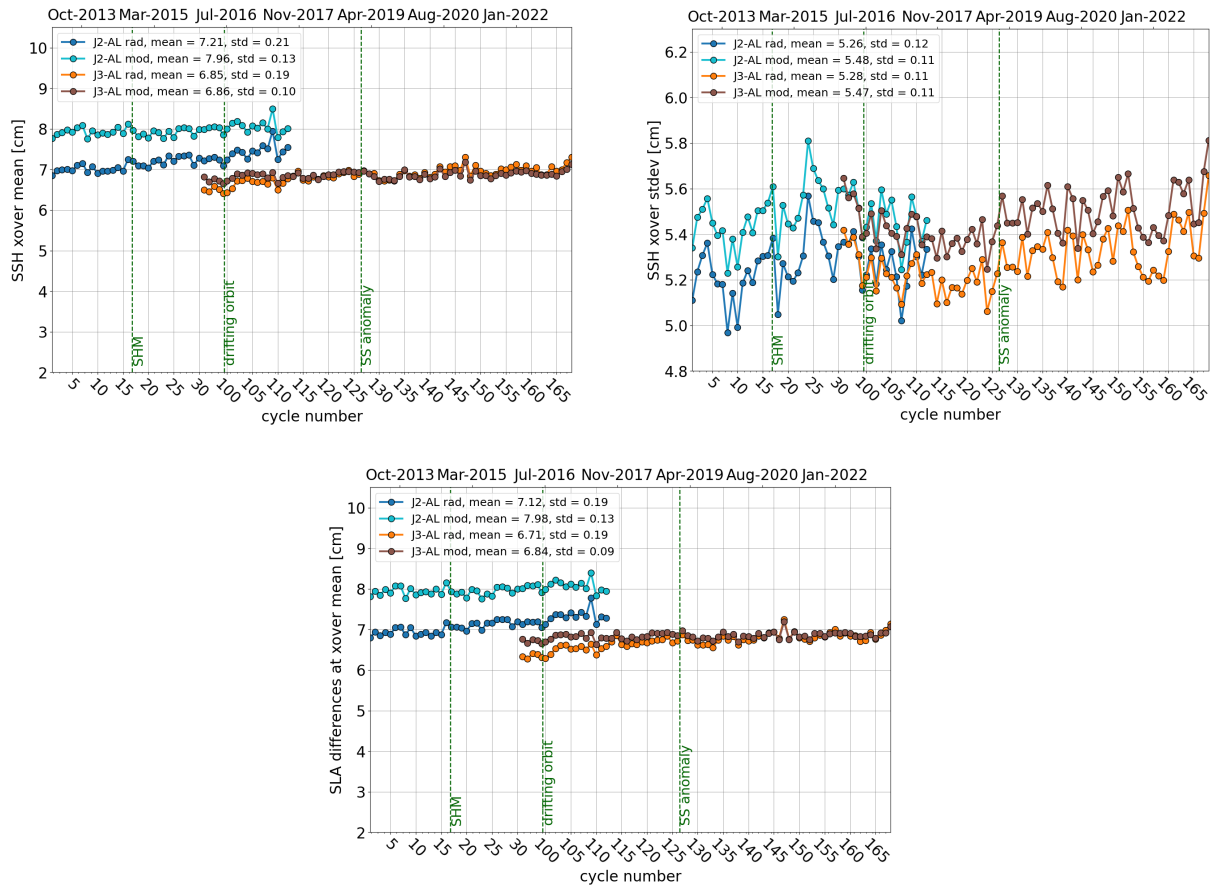 Oct-2013 Mar-2015 Jul-2016 Nov-2017 Apr-2019 Aug-2020 Jan-2022
10
9
8
7
6
5
4
3
2
SSH xover mean [cm]
J2-AL rad, mean = 7.21, std = 0.21
J2-AL mod, mean = 7.96, std = 0.13
J3-AL rad, mean = 6.85, std = 0.19
J3-AL mod, mean = 6.86, std = 0.10
SHM
drifting orbit
SS anomaly
5 10 15 20 25 30 100 105 110 115 120 125 130 135 140 145 150 155 160 165
cycle number
Oct-2013 Mar-2015 Jul-2016 Nov-2017 Apr-2019 Aug-2020 Jan-2022
6.2
6.0
5.8
5.6
5.4
5.2
5.0
4.8
SSH xover stdev [cm]
J2-AL rad, mean = 5.26, std = 0.12
J2-AL mod, mean = 5.48, std = 0.11
J3-AL rad, mean = 5.28, std = 0.11
J3-AL mod, mean = 5.47, std = 0.11
SHM
drifting orbit
SS anomaly
5 10 15 20 25 30 100 105 110 115 120 125 130 135 140 145 150 155 160 165
cycle number
Oct-2013 Mar-2015 Jul-2016 Nov-2017 Apr-2019 Aug-2020 Jan-2022
10
9
8
7
6
5
4
3
2
SLA differences at xover mean [cm]
J2-AL rad, mean = 7.12, std = 0.19
J2-AL mod, mean = 7.98, std = 0.13
J3-AL rad, mean = 6.71, std = 0.19
J3-AL mod, mean = 6.84, std = 0.09
SHM
drifting orbit
SS anomaly
5 10 15 20 25 30 100 105 110 115 120 125 130 135 140 145 150 155 160 165
cycle number